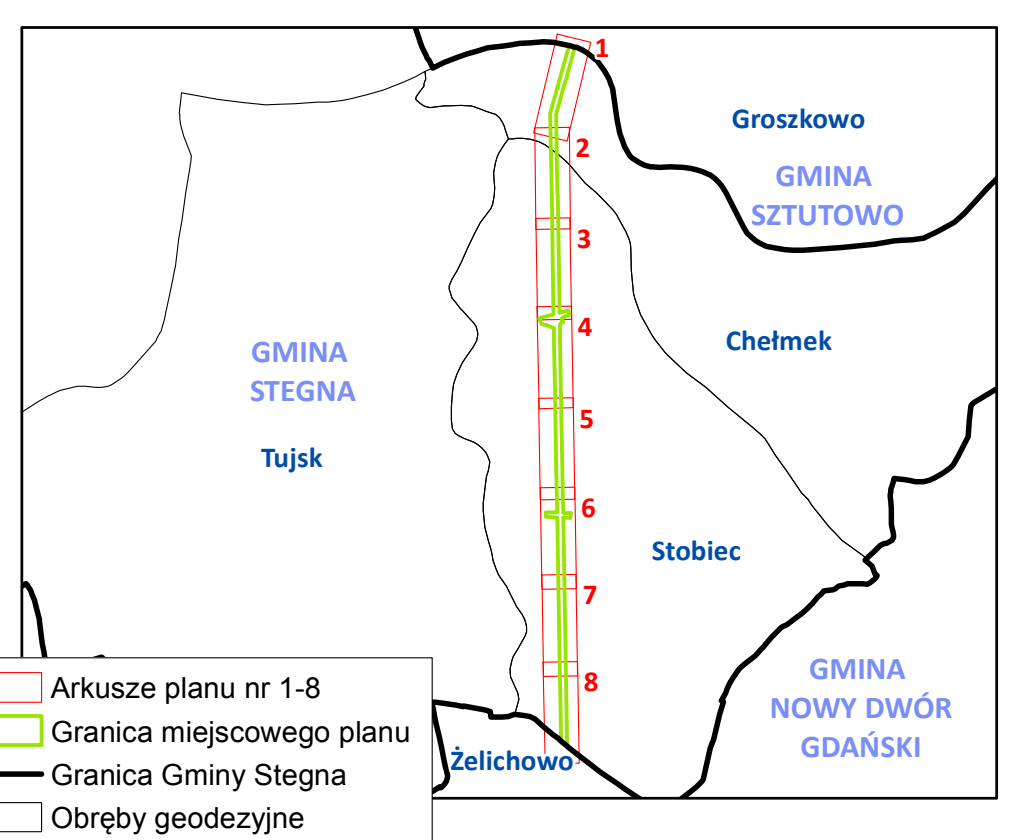 1
Groszkowo
2
GMINA
SZTUTOWO
3
4
Chełmek
GMINA
STEGNA
5
Tujsk
6
Stobiec
7
8
GMINA
NOWY DWÓR
GDAŃSKI
Żelichowo
Arkusze planu nr 1-8
Granica miejscowego planu
Granica Gminy Stegna
Obręby geodezyjne